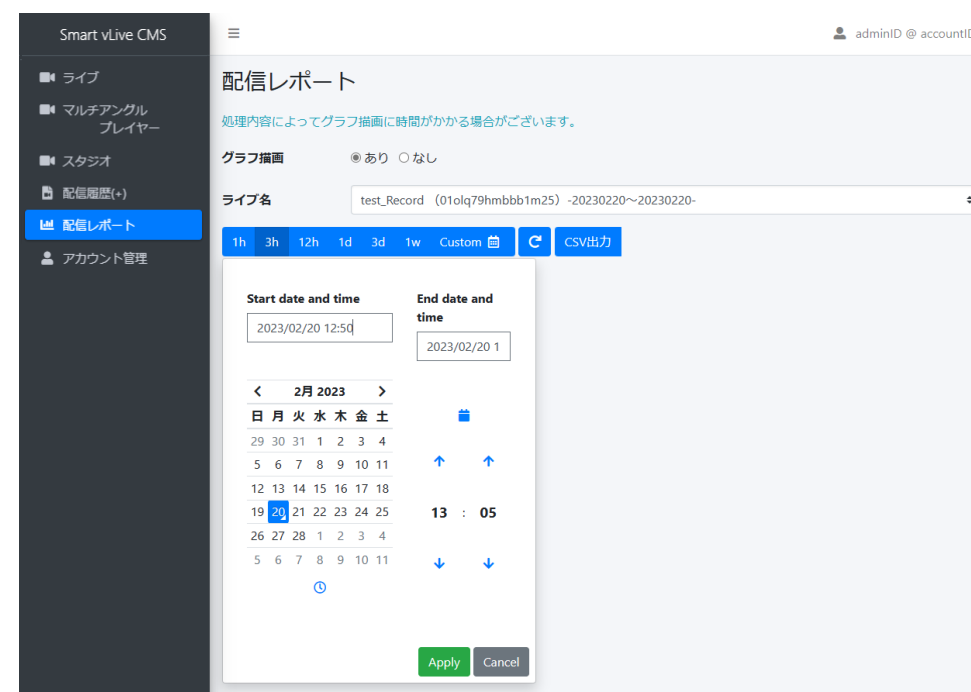 Smart vLive CMS
adminID @ accountID
ライブ
マルチアングル
プレイヤー
スタジオ
配信履歴(+)
配信レポート
アカウント管理
配信レポート
処理内容によってグラフ描画に時間がかかる場合がございます。
グラフ描画 あり なし
ライブ名 test_Record （01olq79hmbbb1m25）-20230220～20230220-
1h 3h 12h 1d 3d 1w Custom CSV出力
Start date and time
2023/02/20 12:50
End date and
time
2023/02/20 1
2月 2023
日 月 火 水 木 金 土
29 30 31 1 2 3 4
5 6 7 8 9 10 11
12 13 14 15 16 17 18
19 20 21 22 23 24 25
26 27 28 1 2 3 4
5 6 7 8 9 10 11
13 : 05
Apply Cancel